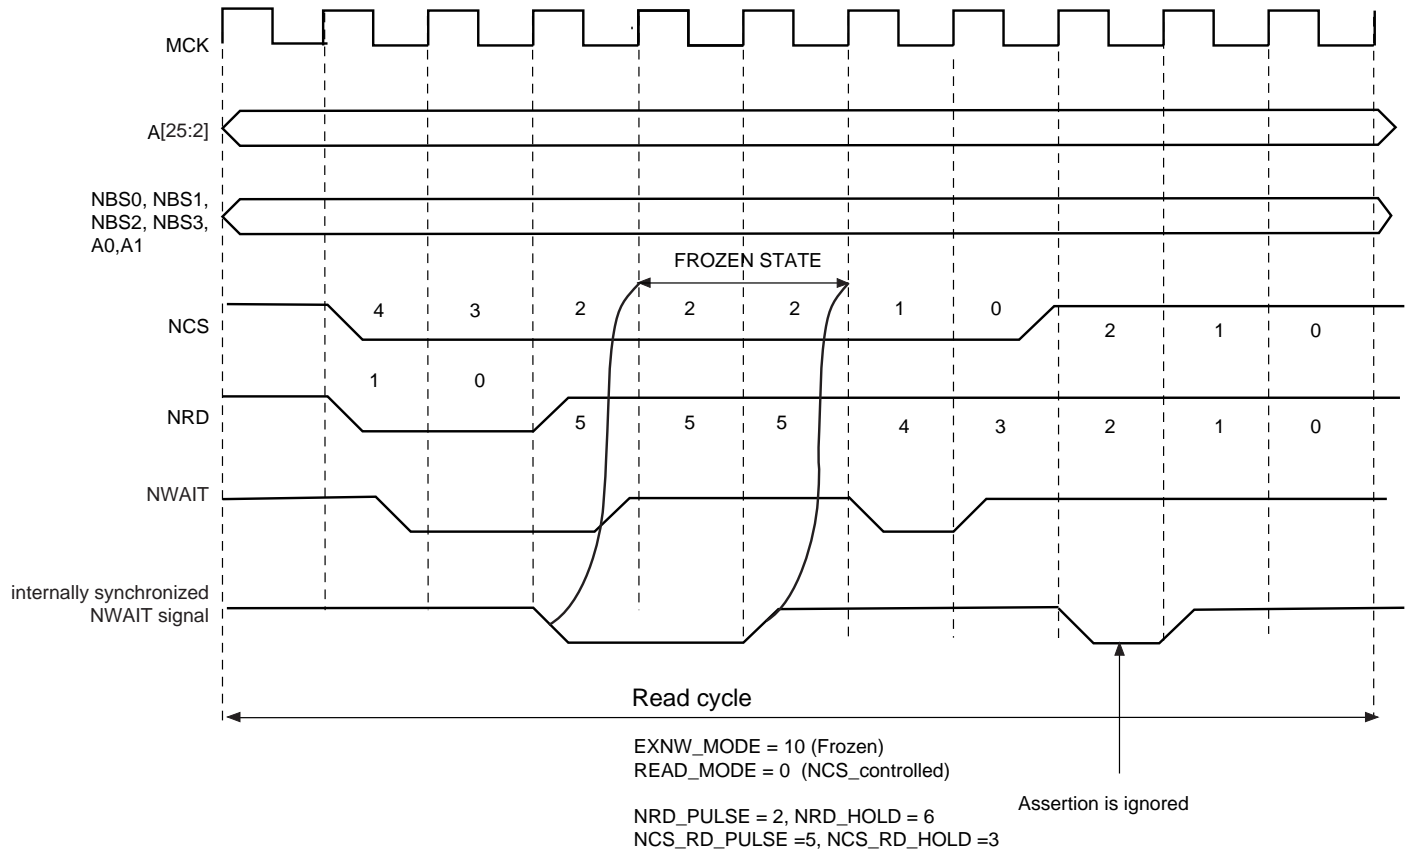 MCK
A[25:2]
NBS0, NBS1,
NBS2, NBS3,
A0,A1
FROZEN STATE
4 3 2 2 2 1 0
NCS
2 1 0
1 0
NRD
5 5 5 4 3 2 1 0
NWAIT
internally synchronized
NWAIT signal
Read cycle
EXNW_MODE = 10 (Frozen)
READ_MODE = 0 (NCS_controlled)
Assertion is ignored
NRD_PULSE = 2, NRD_HOLD = 6
NCS_RD_PULSE =5, NCS_RD_HOLD =3